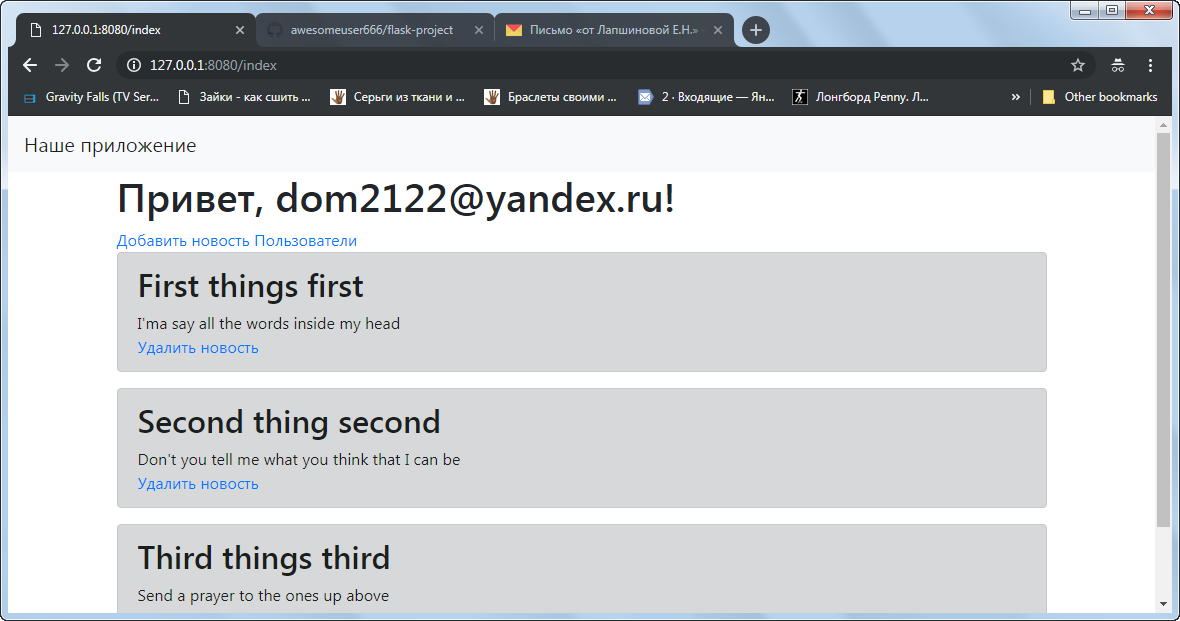 127.0.0.1:8080/index
awesomeuser666/flask-project
Письмо «от Лапшиновой Е.Н.» -
127.0.0.1:8080/index
Gravity Falls (TV Ser...
Зайки - как сшить ...
Серьги из ткани и ...
Браслеты своими ...
2 · Входящие — Ян...
Лонгборд Penny. Л...
»
Other bookmarks
Наше приложение
Привет, dom2122@yandex.ru!
Добавить новость Пользователи
First things first
I'ma say all the words inside my head
Удалить новость
Second thing second
Don't you tell me what you think that I can be
Удалить новость
Third things third
Send a prayer to the ones up above